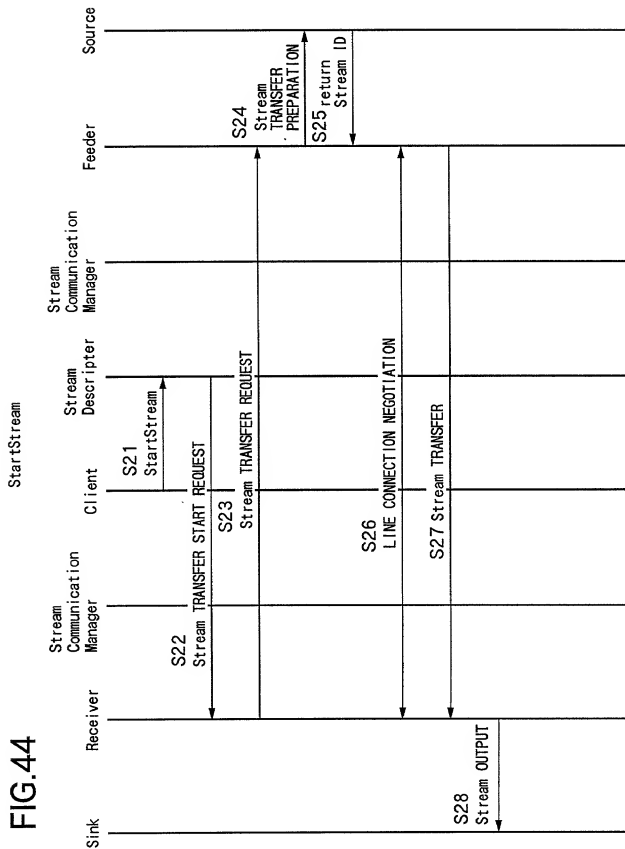 FIG.44
StartStream
Sink
Receiver
Stream
Communication
Manager
Client
Stream
Descripter
Stream
Communication
Manager
Feeder
Source
S21
StartStream
S22
Stream TRANSFER START REQUEST
S23
Stream TRANSFER REQUEST
S24
Stream
TRANSFER
PREPARATION
S25 return
Stream ID
S26
LINE CONNECTION NEGOTIATION
S27 Stream TRANSFER
S28
Stream OUTPUT